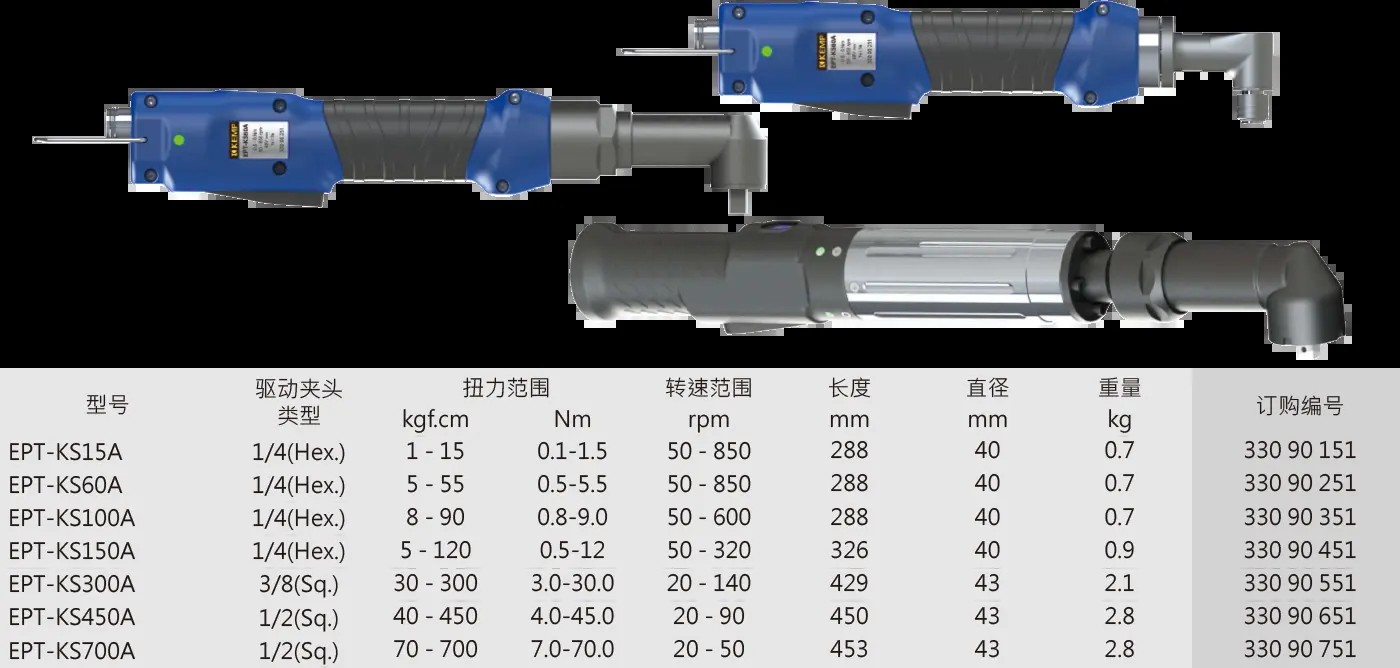 KEMP
EPT-KS60A
330 90 251
KEMP
EPT-KS60A
330 90 251
型号 驱动夹头类型 扭力范围 转速范围 长度 直径 重量 订购编号
kgf.cm Nm rpm mm mm kg
EPT-KS15A 1/4(Hex.) 1 - 15 0.1-1.5 50 - 850 288 40 0.7 330 90 151
EPT-KS60A 1/4(Hex.) 5 - 55 0.5-5.5 50 - 850 288 40 0.7 330 90 251
EPT-KS100A 1/4(Hex.) 8 - 90 0.8-9.0 50 - 600 288 40 0.7 330 90 351
EPT-KS150A 1/4(Hex.) 5 - 120 0.5-12 50 - 320 326 40 0.9 330 90 451
EPT-KS300A 3/8(Sq.) 30 - 300 3.0-30.0 20 - 140 429 43 2.1 330 90 551
EPT-KS450A 1/2(Sq.) 40 - 450 4.0-45.0 20 - 90 450 43 2.8 330 90 651
EPT-KS700A 1/2(Sq.) 70 - 700 7.0-70.0 20 - 50 453 43 2.8 330 90 751